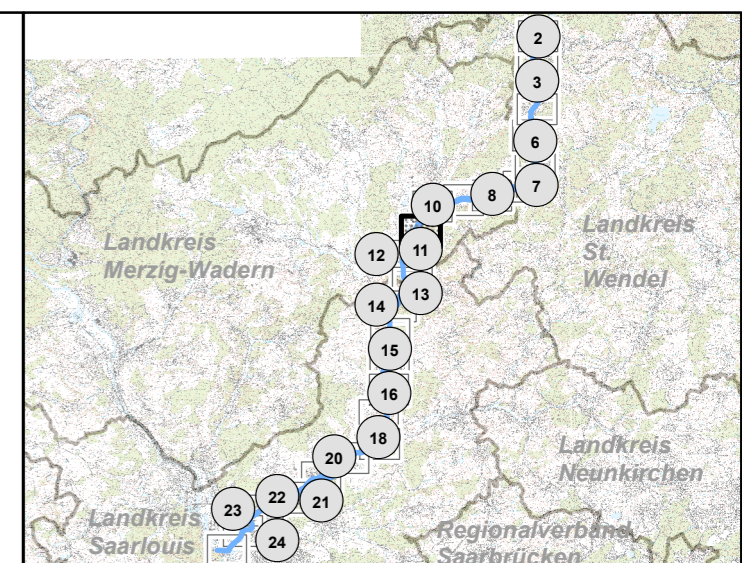 2
3
6
7
8
10
Landkreis
St.
Wendel
Landkreis
Merzig-Wadern
12
11
13
14
15
16
18
Landkreis
Neunkirchen
20
21
22
23
Landkreis
Saarlouis
24
Regionalverband
Saarbrücken